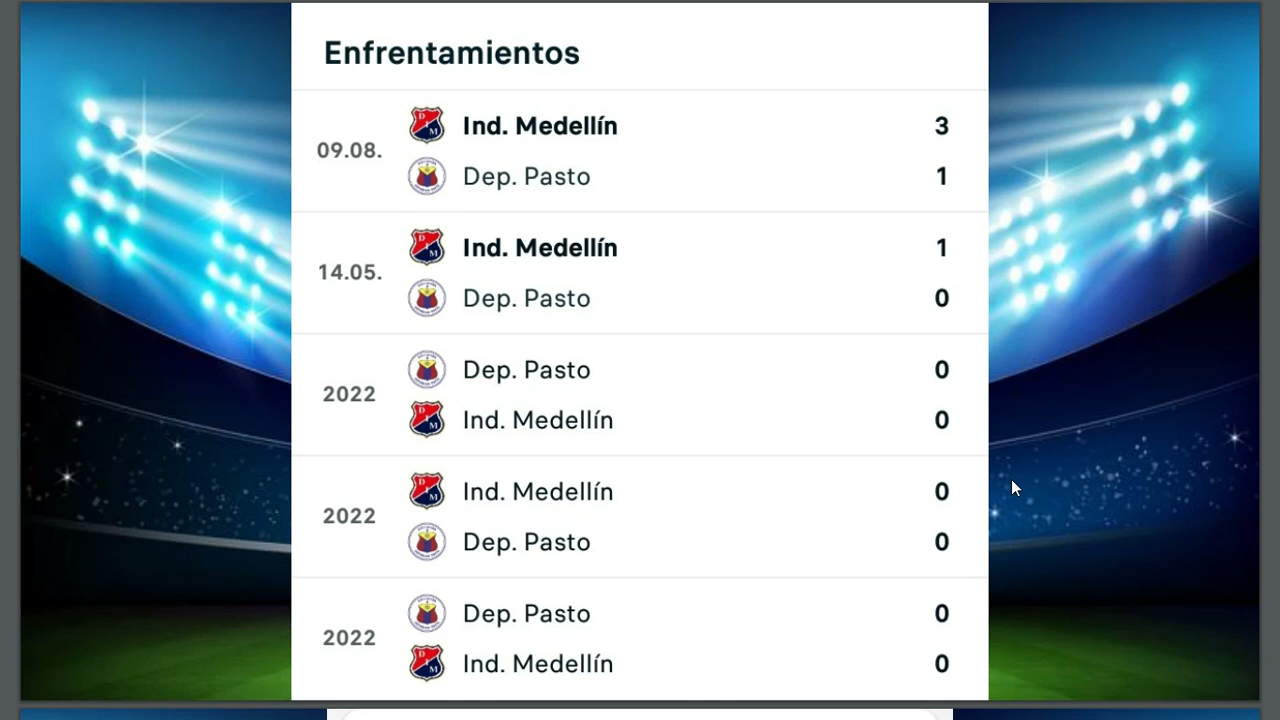 Enfrentamientos
09.08.
Ind. Medellín 3
Dep. Pasto 1
14.05.
Ind. Medellín 1
Dep. Pasto 0
2022
Dep. Pasto 0
Ind. Medellín 0
2022
Ind. Medellín 0
Dep. Pasto 0
2022
Dep. Pasto 0
Ind. Medellín 0